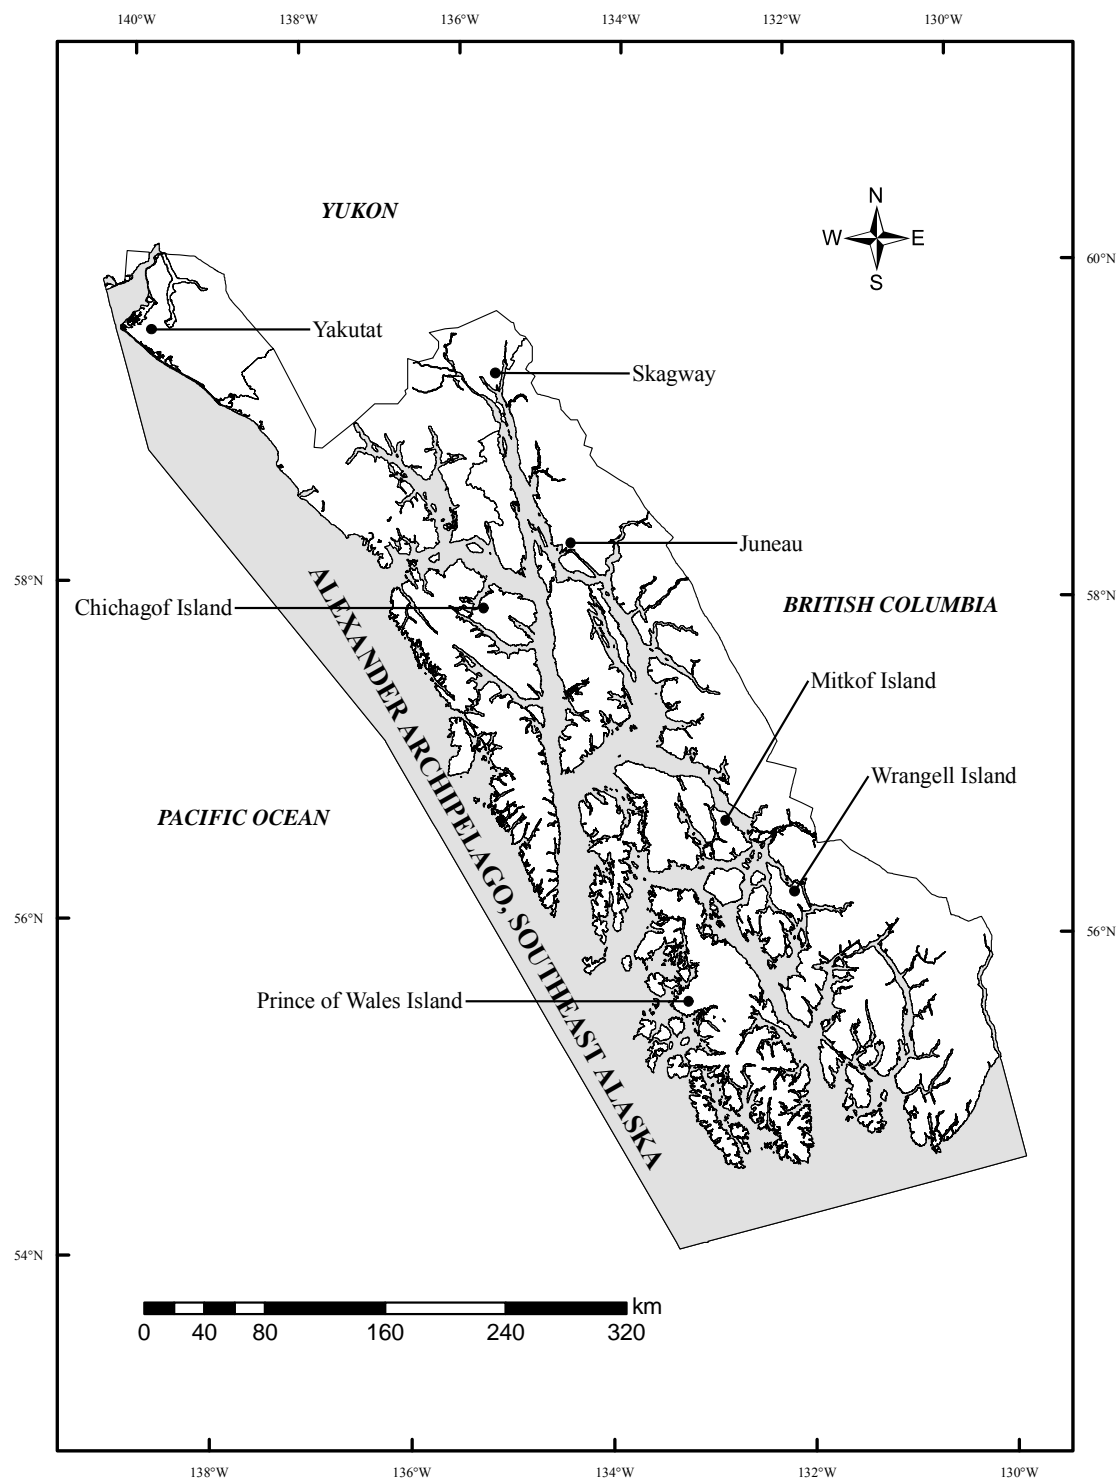 140°W 138°W 136°W 134°W 132°W 130°W
N
YUKON
W E
60°N
S
Yakutat
Skagway
Juneau
58°N
58°N
Chichagof Island
BRITISH COLUMBIA
ALEXANDER ARCHIPELAGO, SOUTHEAST ALASKA
Mitkof Island
Wrangell Island
PACIFIC OCEAN
56°N
56°N
Prince of Wales Island
54°N
km
0 40 80 160 240 320
138°W 136°W 134°W 132°W 130°W